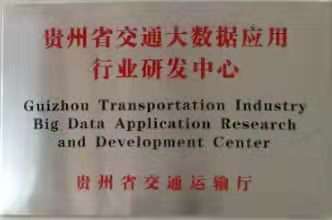 贵州省交通大数据应用
行业研发中心
Guizhou Transportation Industry
Big Data Application Research
and Development Center
贵州省交通运输厅